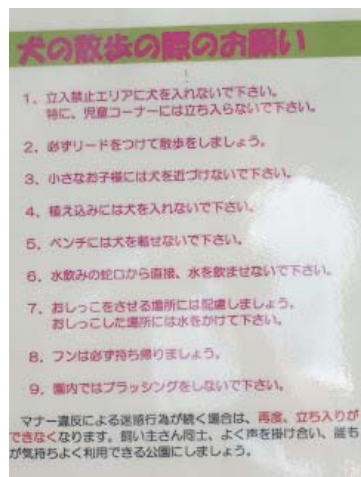 犬の散歩の際のお願い
1、立入禁止エリアに犬を入れないで下さい。
特に、児童コーナーには立ち入らないで下さい。
2、必ずリードをつけて散歩をしましょう。
3、小さなお子様には犬を近づけないで下さい。
4、植え込みには犬を入れないで下さい。
5、ベンチには犬を載せないで下さい。
6、水飲みの蛇口から直接、水を飲ませないで下さい。
7、おしっこをさせる場所には配慮しましょう。
おしっこした場所には水をかけて下さい。
8、フンは必ず持ち帰りましょう。
9、園内ではブラッシングをしないで下さい。
マナー違反による迷惑行為が続く場合は、再度、立ち入りが
できなくなります。飼い主さん同士、よく声を掛け合い、誰も
が気持ちよく利用できる公園にしましょう。